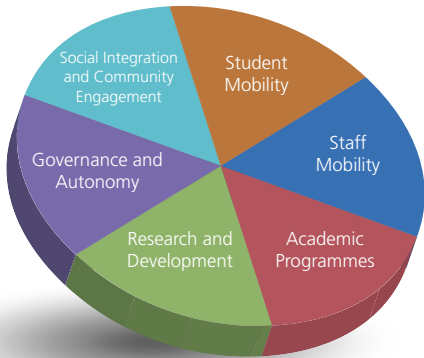 Social Integration
and Community
Engagement
Student
Mobility
Staff
Mobility
Governance and
Autonomy
Research and
Development
Academic
Programmes